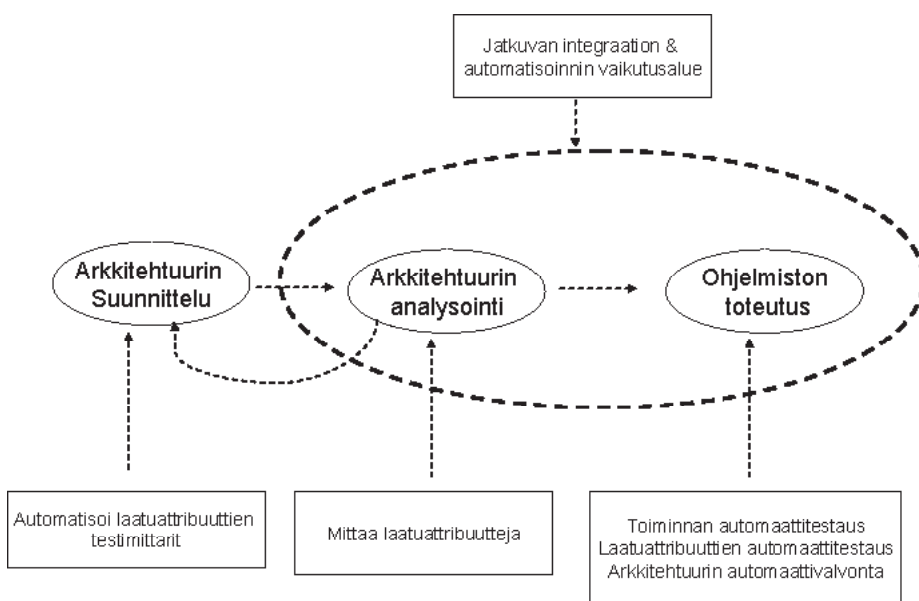 Jatkuvan integraation &
automatisoinnin vaikutusalue
Arkkitehtuurin
Suunnittelu
Arkkitehtuurin
analysointi
Ohjelmiston
toteutus
Automatisoi laatuattribuuttien
testimittarit
Mittaa laatuattribuutteja
Toiminnan automaattitestaus
Laatuattribuuttien automaattitestaus
Arkkitehtuurin automaattivalvonta